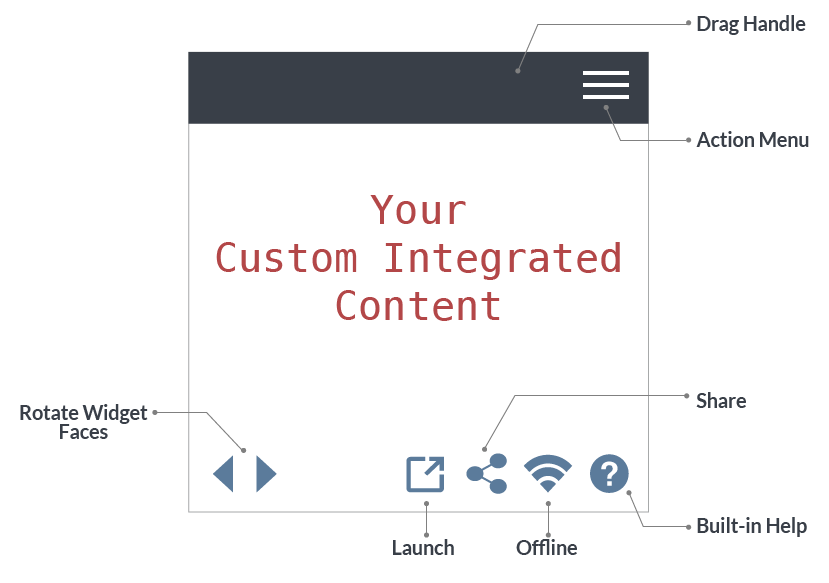 Drag Handle
Action Menu
Your
Custom Integrated
Content
Share
Rotate Widget
Faces
?
Built-in Help
Launch
Offline